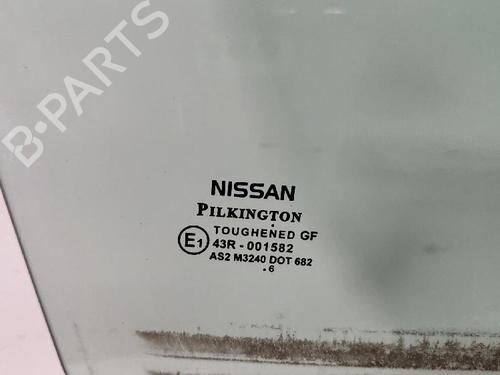 B-PARTS
NISSAN
PILKINGTON
TOUGHENED GF
E1 43R - 001582
AS2 M3240 DOT 682
.6